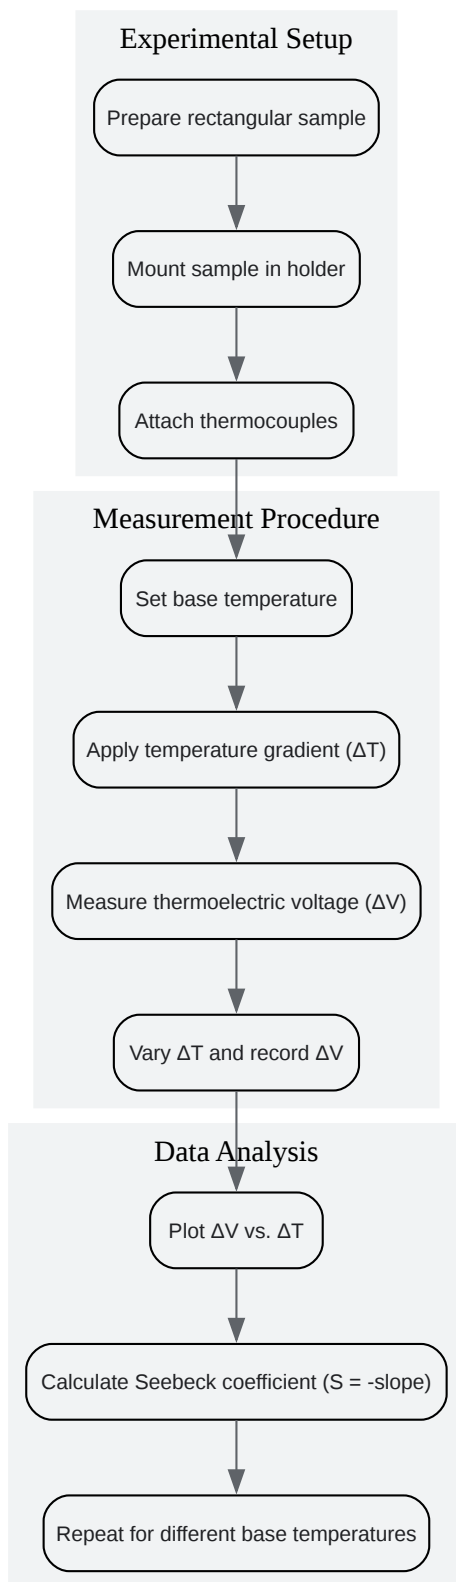 Experimental Setup
Prepare rectangular sample
Mount sample in holder
Attach thermocouples
Measurement Procedure
Set base temperature
Apply temperature gradient (ΔT)
Measure thermoelectric voltage (ΔV)
Vary ΔT and record ΔV
Data Analysis
Plot ΔV vs. ΔT
Calculate Seebeck coefficient (S = -slope)
Repeat for different base temperatures